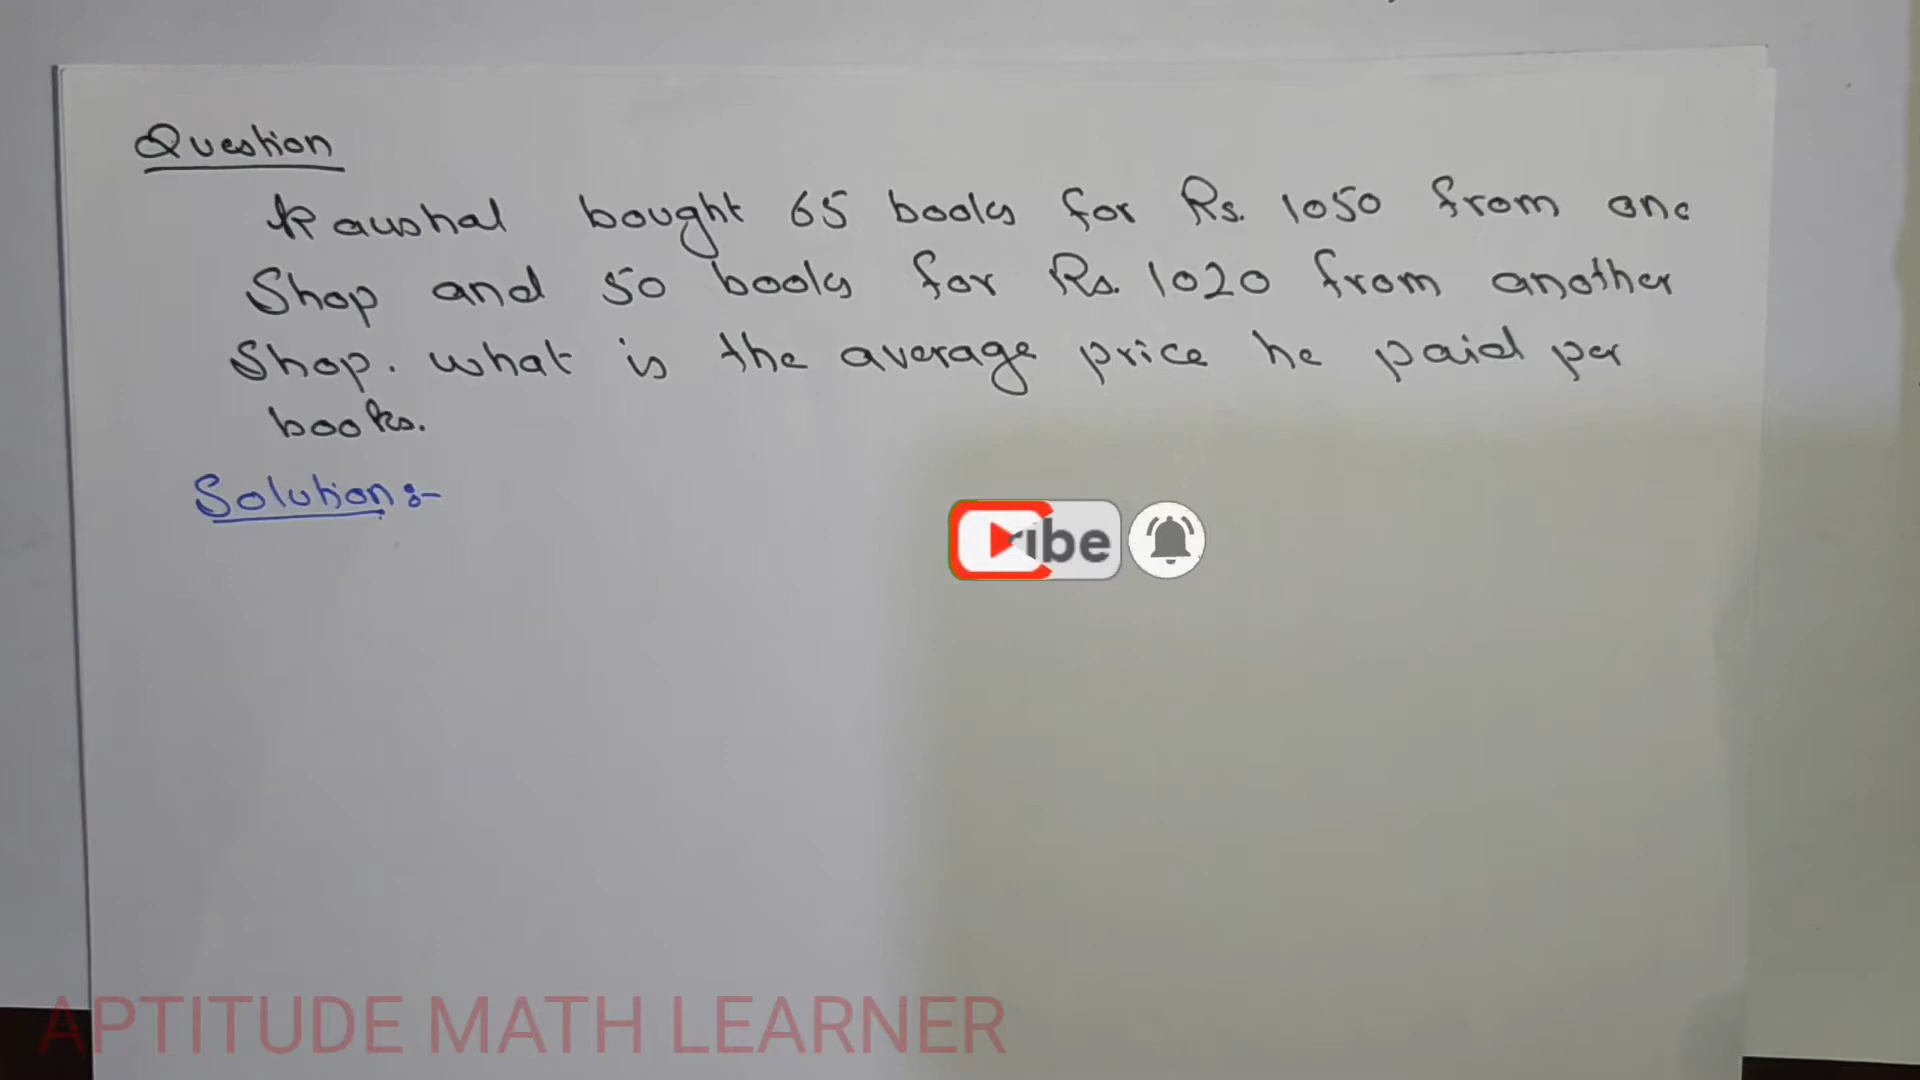 Question
Kaushal bought 65 books for Rs. 1050 from one
Shop and 50 books for Rs. 1020 from another
Shop. what is the average price he paid per
books.
Solution:-
ribe
APTITUDE MATH LEARNER